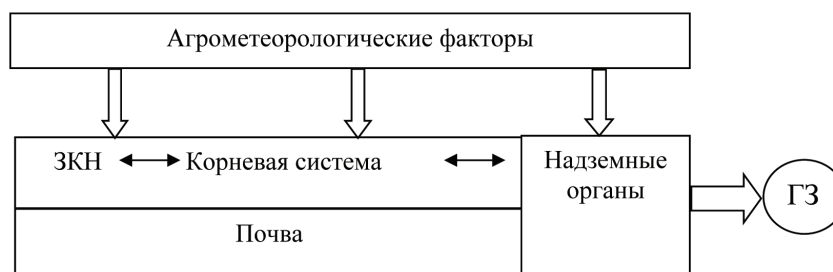 Агрометеорологические факторы
ЗКН
Корневая система
Надземные
органы
ГЗ
Почва